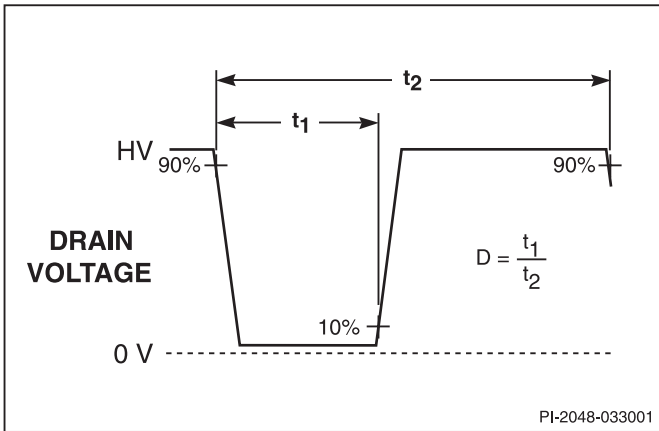 t2
t1
HV
90%
90%
DRAIN
VOLTAGE
D = t1/t2
10%
0 V
PI-2048-033001